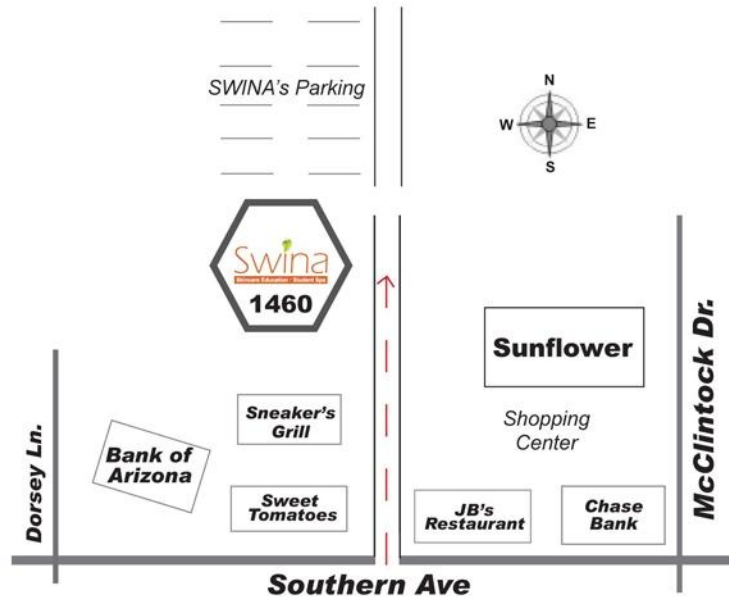 SWINA's Parking
N
W E
S
Swina
Skincare Education · Student Spa
1460
Sunflower
Shopping
Center
McClintock Dr.
Dorsey Ln.
Bank of
Arizona
Sneaker's
Grill
Sweet
Tomatoes
JB's
Restaurant
Chase
Bank
Southern Ave